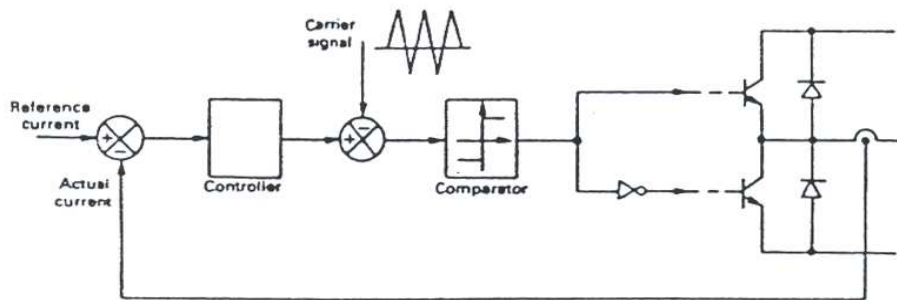 Carrier
signal
Reference
current
+
−
Actual
current
Controller
+
−
Comparator